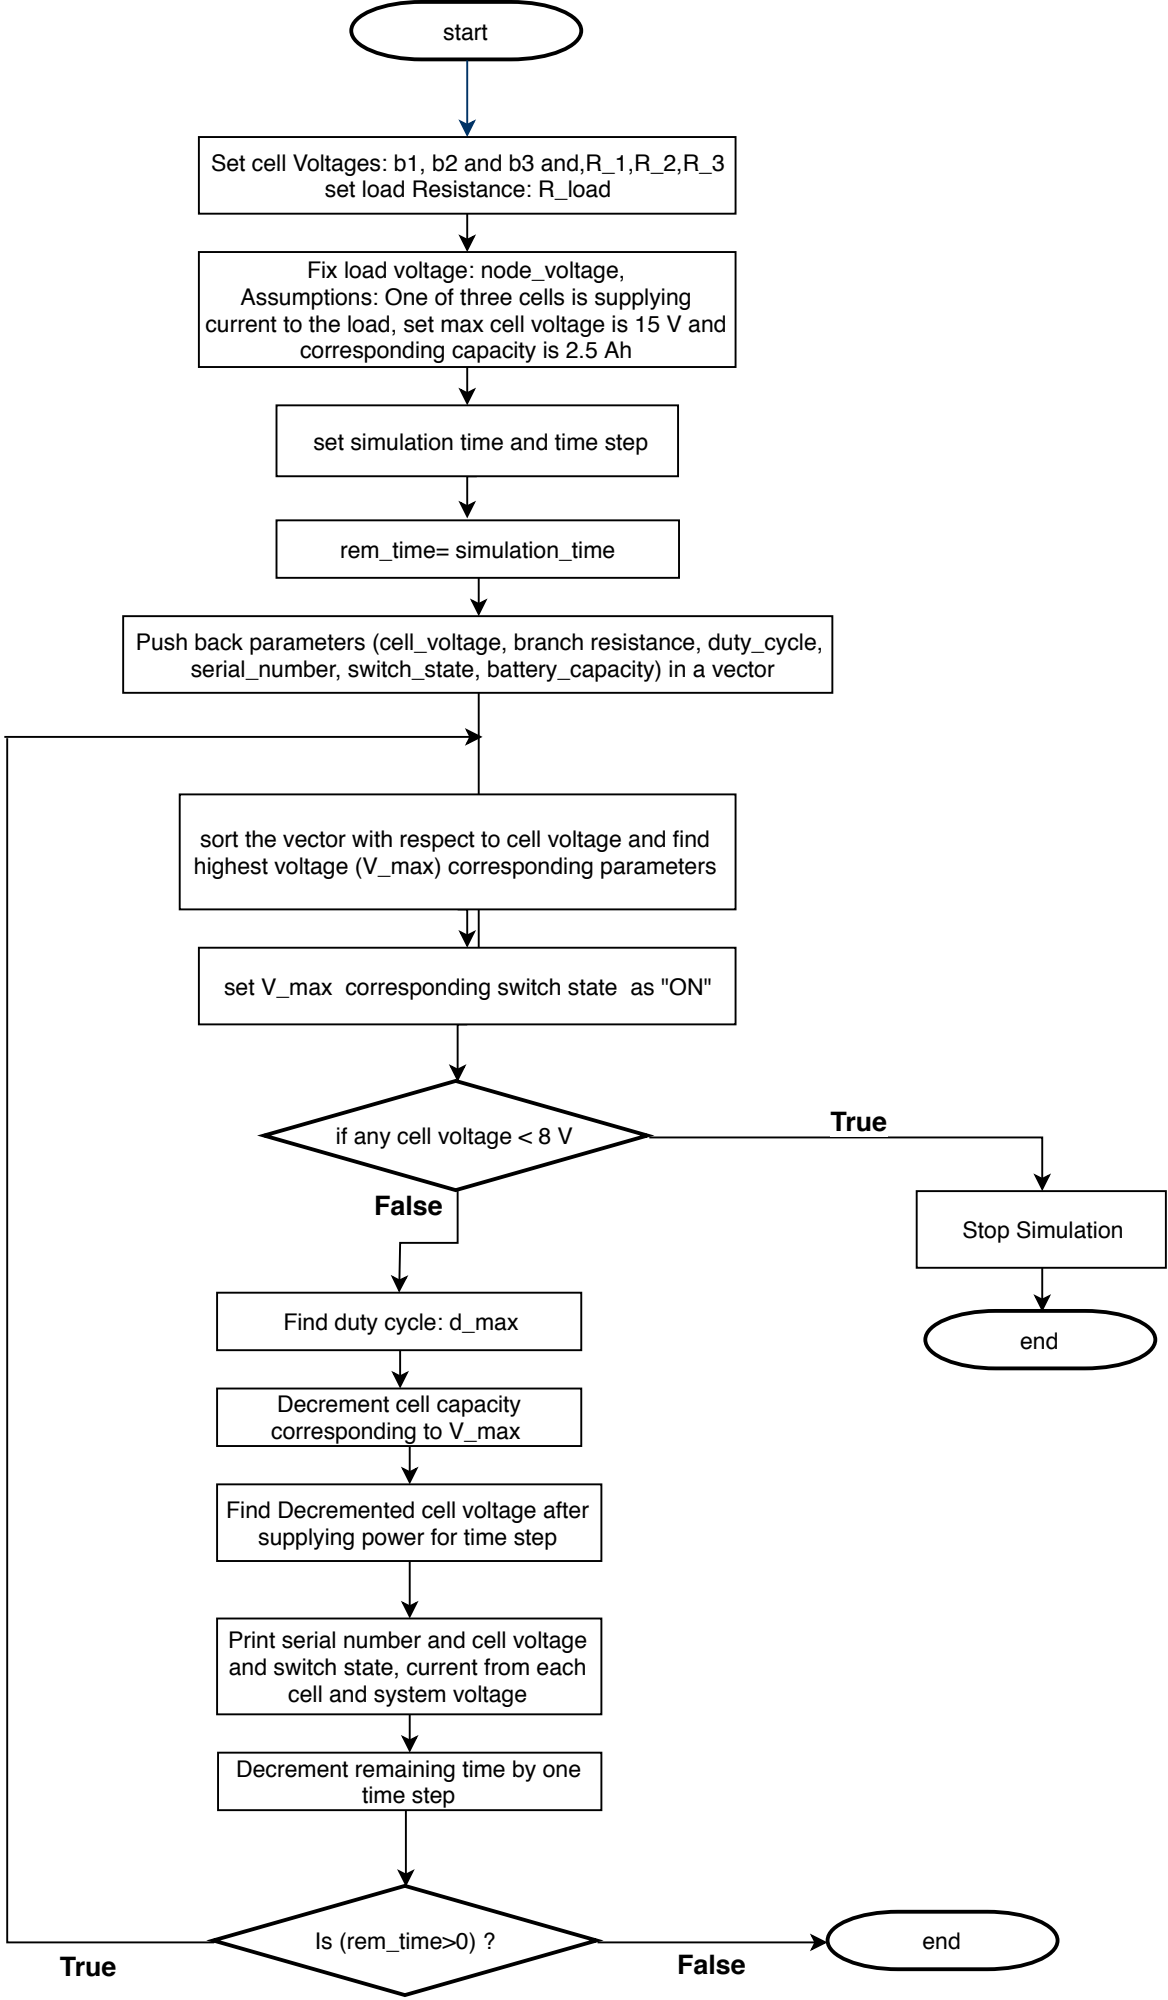 start
Set cell Voltages: b1, b2 and b3 and,R_1,R_2,R_3
set load Resistance: R_load
Fix load voltage: node_voltage,
Assumptions: One of three cells is supplying
current to the load, set max cell voltage is 15 V and
corresponding capacity is 2.5 Ah
set simulation time and time step
rem_time= simulation_time
Push back parameters (cell_voltage, branch resistance, duty_cycle,
serial_number, switch_state, battery_capacity) in a vector
sort the vector with respect to cell voltage and find
highest voltage (V_max) corresponding parameters
set V_max corresponding switch state as "ON"
if any cell voltage < 8 V
True
False
Stop Simulation
end
Find duty cycle: d_max
Decrement cell capacity
corresponding to V_max
Find Decremented cell voltage after
supplying power for time step
Print serial number and cell voltage
and switch state, current from each
cell and system voltage
Decrement remaining time by one
time step
Is (rem_time>0) ?
True
False
end